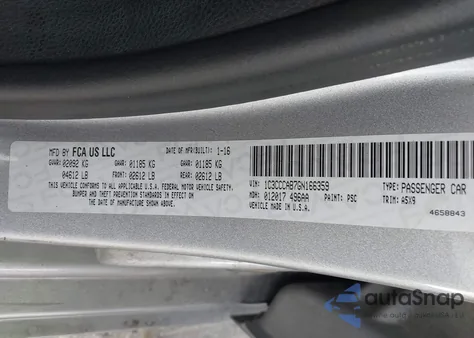 MFD BY FCA US LLC DATE OF MFR(BUILT): 1-16
GVWR: 02092 KG GAWR: 01185 KG GAWR: 01185 KG
04612 LB FRONT: 02612 LB REAR: 02612 LB
THIS VEHICLE CONFORMS TO ALL APPLICABLE U.S.A. FEDERAL MOTOR VEHICLE SAFETY,
BUMPER AND THEFT PREVENTION STANDARDS IN EFFECT ON
THE DATE OF MANUFACTURE SHOWN ABOVE.
VIN: 1C3CCCAB7GN166359 TYPE: PASSENGER CAR
MDH: 012017 496AA PAINT: PSC TRIM: A5X9
VEHICLE MADE IN U.S.A. 4658843
autoSnap